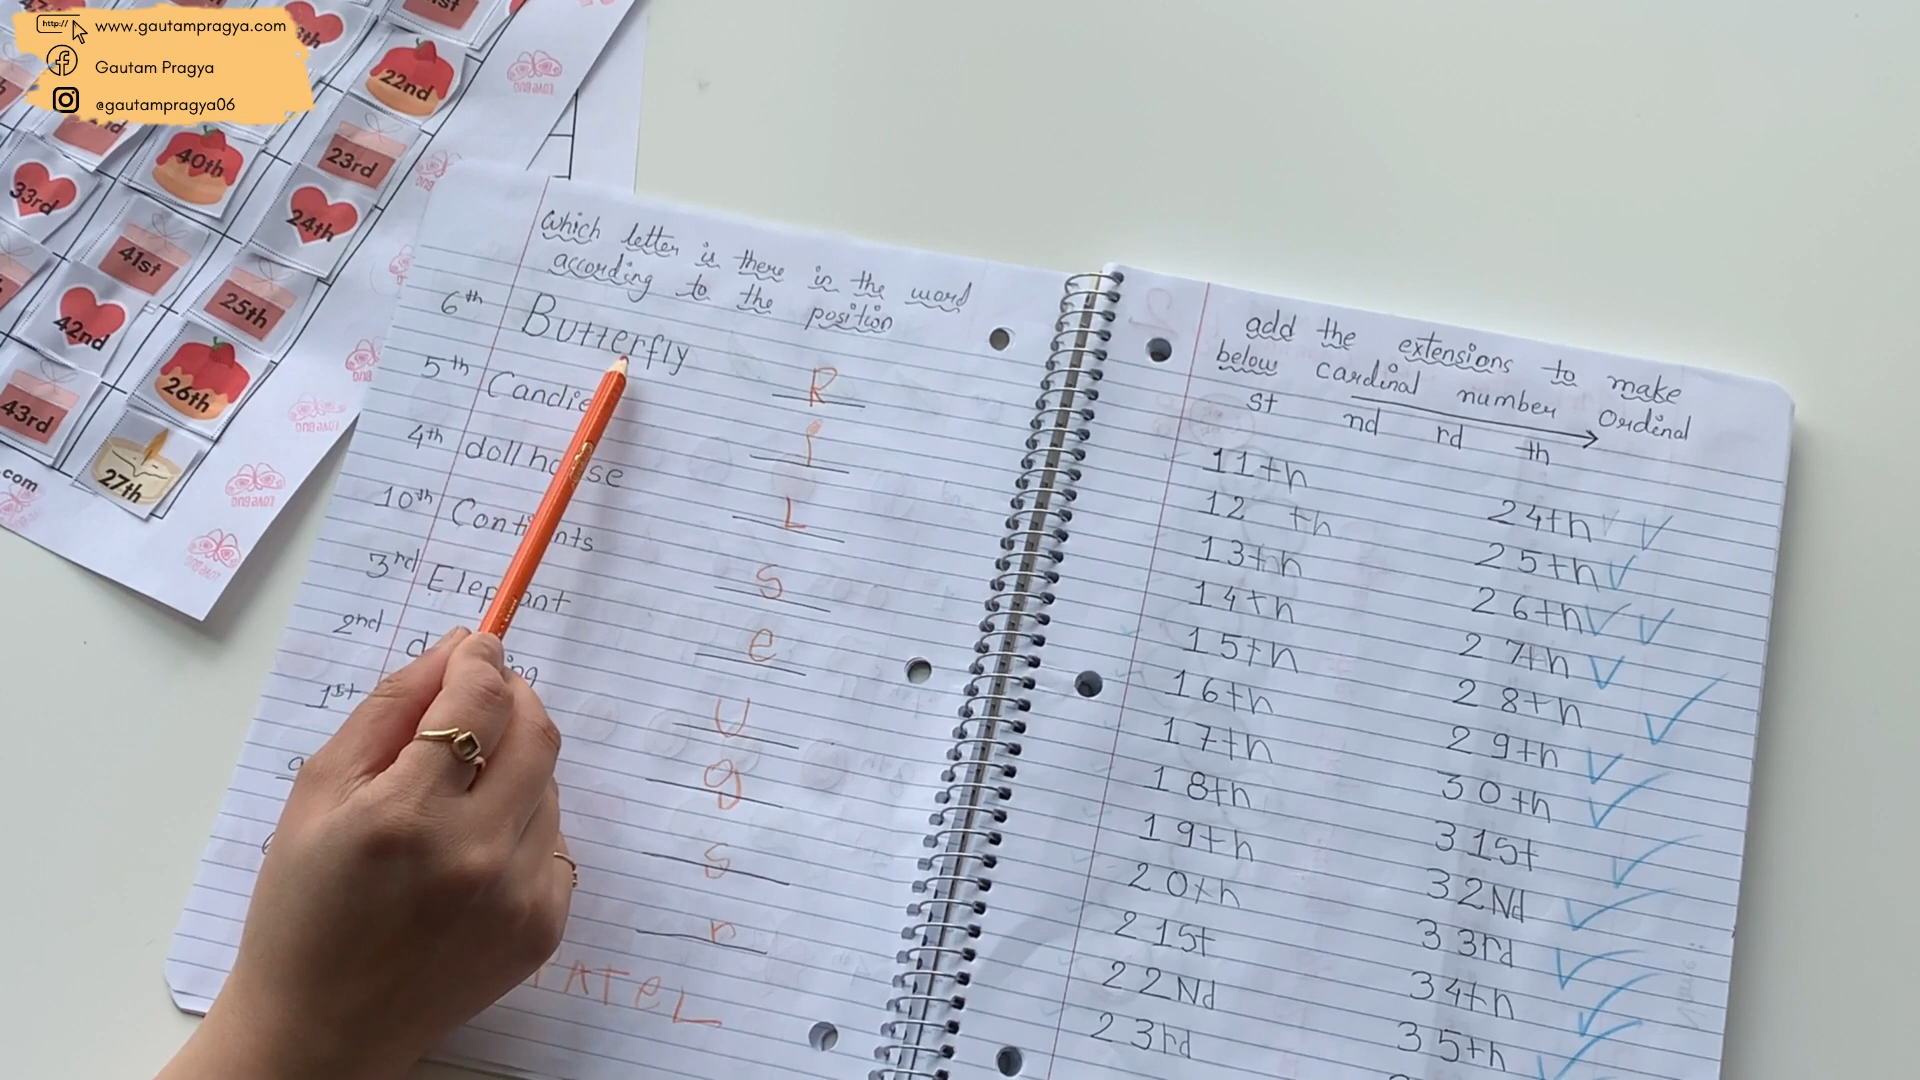 www.gautampragya.com
Gautam Pragya
@gautampragya06
22nd
23rd
40th
33rd
24th
41st
25th
42nd
26th
43rd
27th
.com
Which letter is there in the word
according to the position
6th Butterfly R
5th Candie i
4th doll house L
10th s
3rd e
2nd U
1st g
s
r
PATEL
add the extensions to make
below cardinal number Ordinal
st nd rd th
11th
12 th
13th
14th
15th
16th
17th
18th
19th
20th
21st
22Nd
23rd
24th
25th
26th
27th
28th
29th
30th
31st
32Nd
33rd
34th
35th